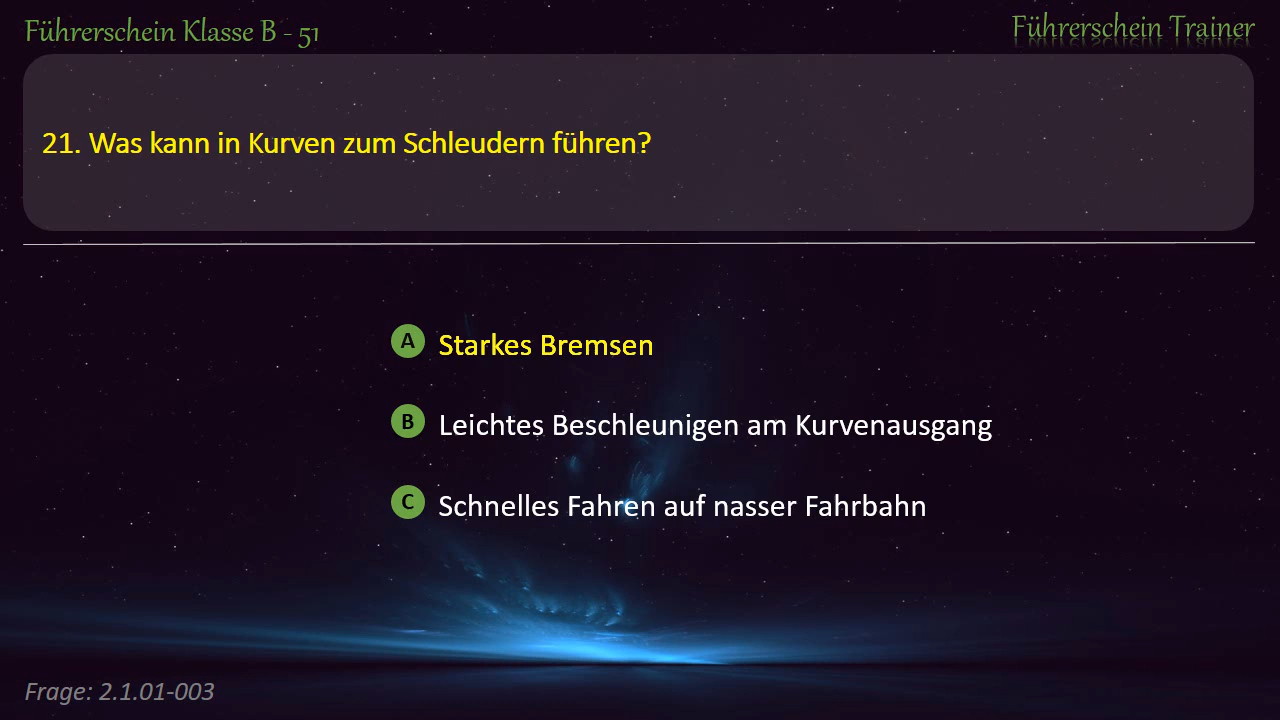 Führerschein Klasse B - 51
Führerschein Trainer
21. Was kann in Kurven zum Schleudern führen?
A Starkes Bremsen
B Leichtes Beschleunigen am Kurvenausgang
C Schnelles Fahren auf nasser Fahrbahn
Frage: 2.1.01-003